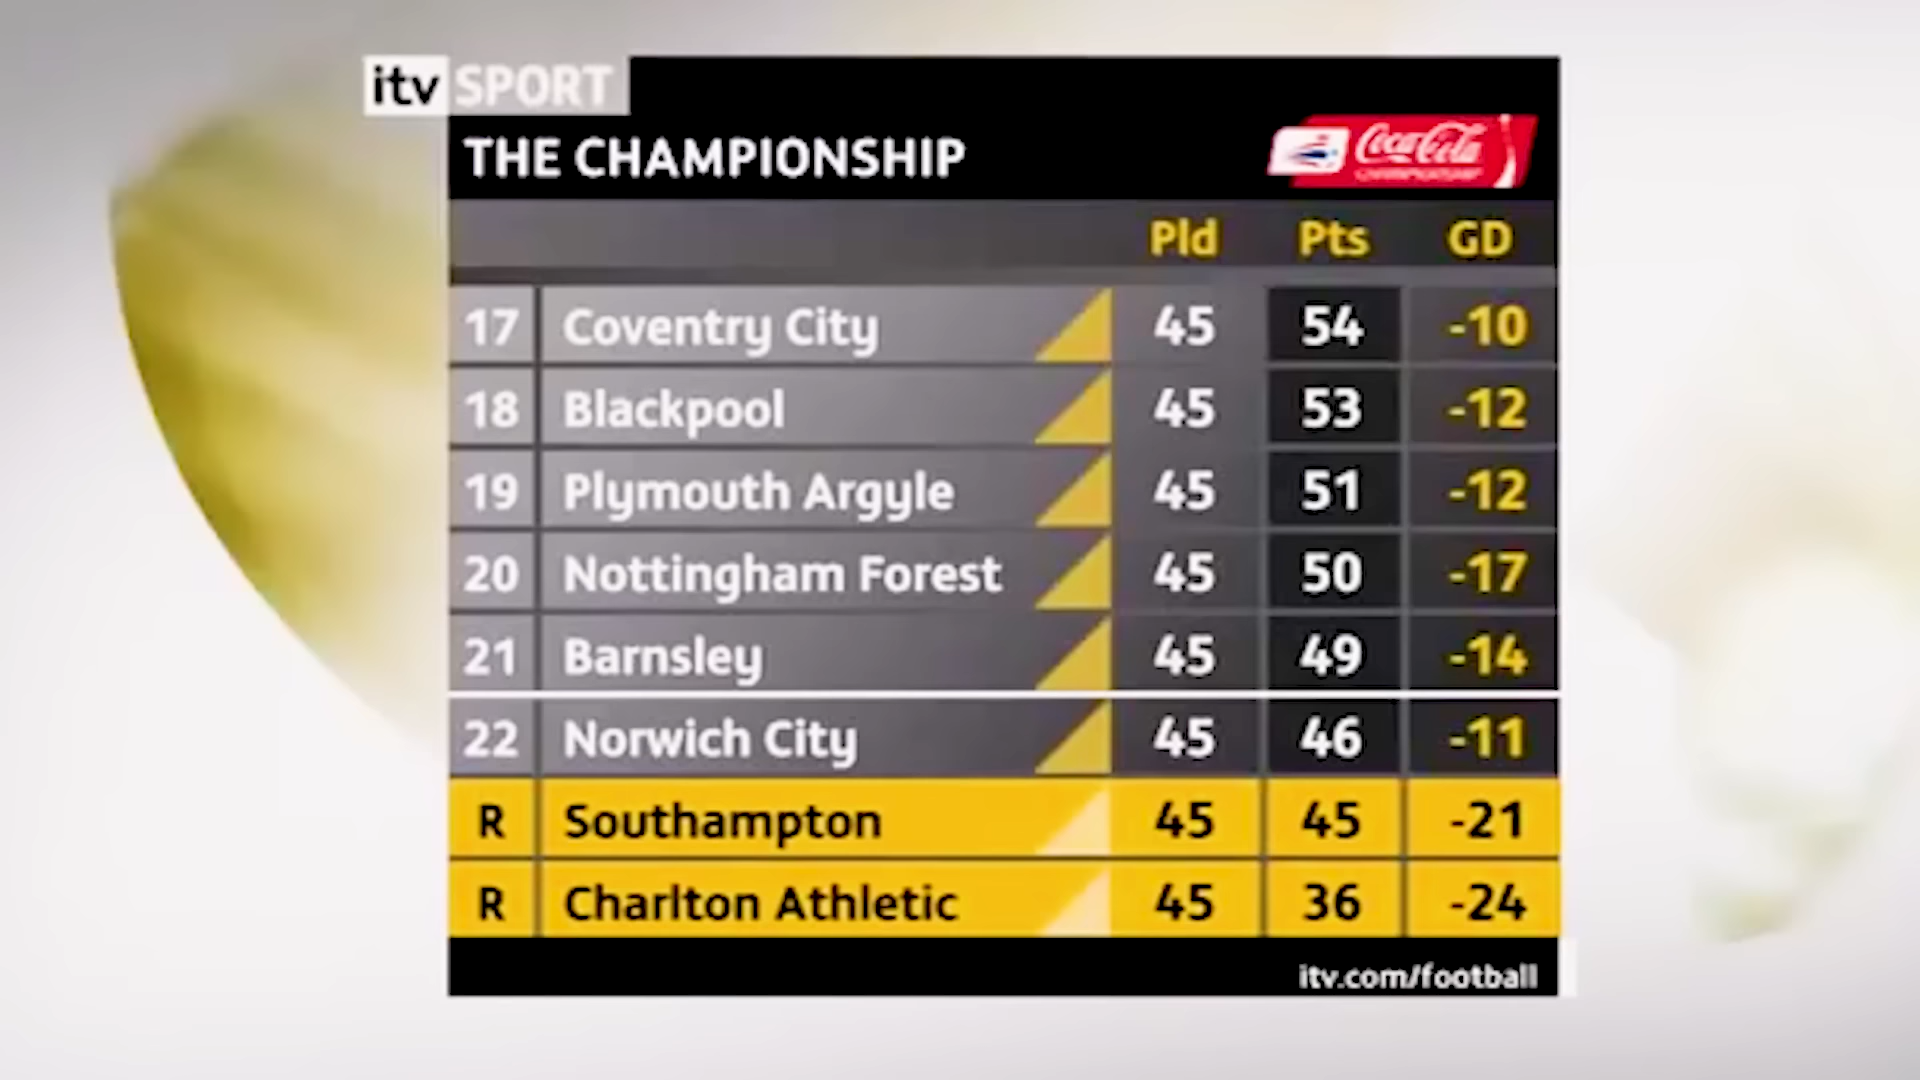 itv SPORT
THE CHAMPIONSHIP Coca-Cola CHAMPIONSHIP
Pld Pts GD
17 Coventry City 45 54 -10
18 Blackpool 45 53 -12
19 Plymouth Argyle 45 51 -12
20 Nottingham Forest 45 50 -17
21 Barnsley 45 49 -14
22 Norwich City 45 46 -11
R Southampton 45 45 -21
R Charlton Athletic 45 36 -24
itv.com/football